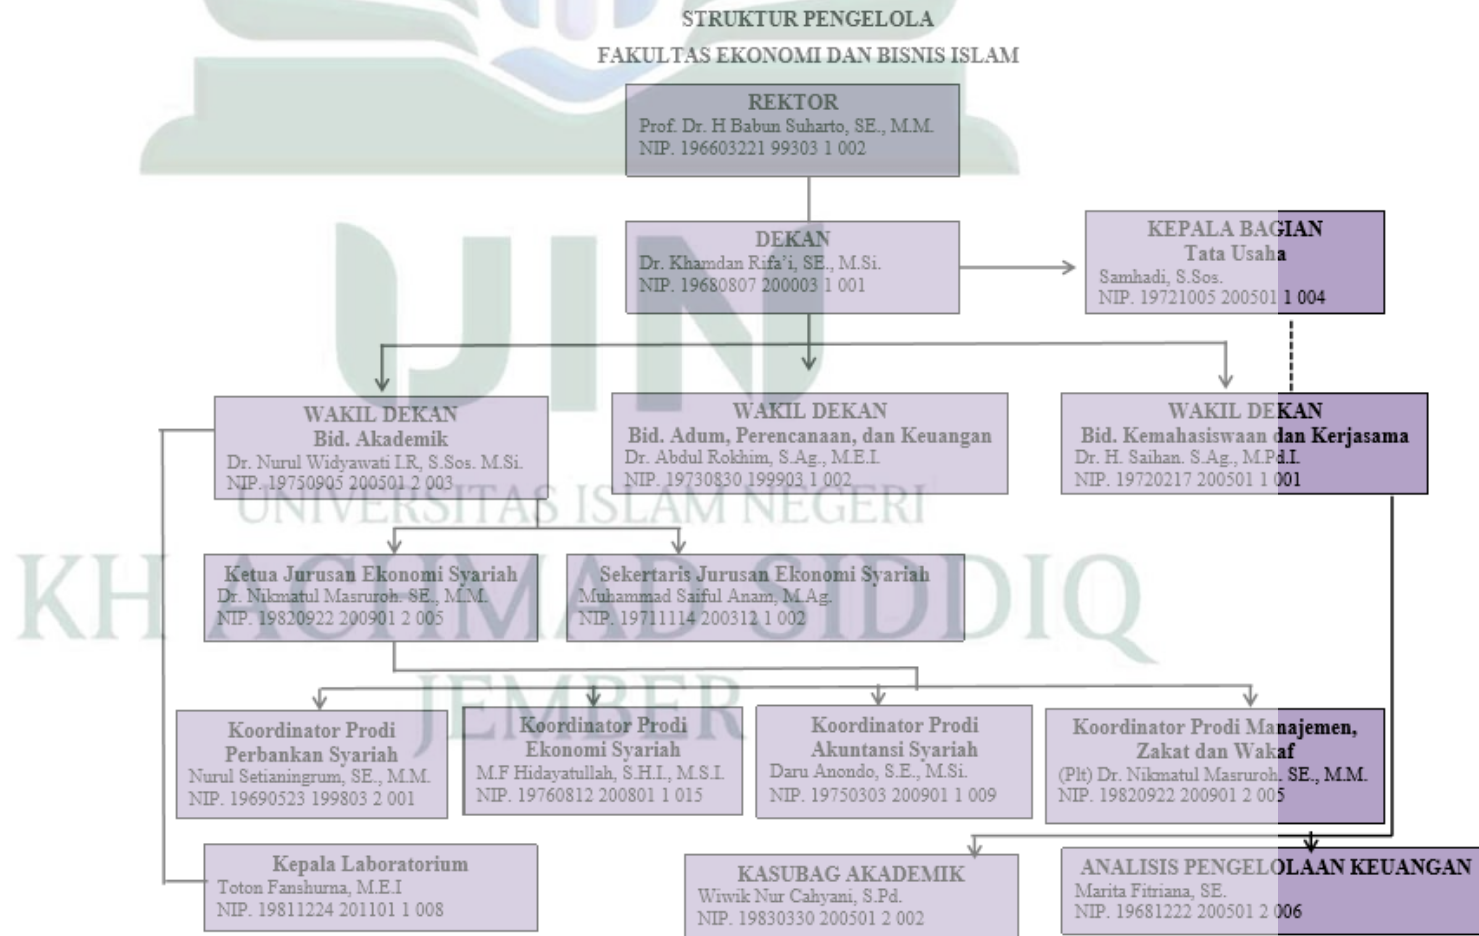 STRUKTUR PENGELOLA
FAKULTAS EKONOMI DAN BISNIS ISLAM
REKTOR
Prof. Dr. H Babun Suharto, SE., M.M.
NIP. 196603221 99303 1 002
DEKAN
Dr. Khamdan Rifa'i, SE., M.Si.
NIP. 19680807 200003 1 001
KEPALA BAGIAN
Tata Usaha
Samhadi, S.Sos.
NIP. 19721005 200501 1 004
WAKIL DEKAN
Bid. Akademik
Dr. Nurul Widyawati I.R, S.Sos. M.Si.
NIP. 19750905 200501 2 003
WAKIL DEKAN
Bid. Adum, Perencanaan, dan Keuangan
Dr. Abdul Rokhim, S.Ag., M.E.I.
NIP. 19730830 199903 1 002
WAKIL DEKAN
Bid. Kemahasiswaan dan Kerjasama
Dr. H. Saihan. S.Ag., M.Pd.I.
NIP. 19720217 200501 1 001
Ketua Jurusan Ekonomi Syariah
Dr. Nikmatul Masruroh. SE., M.M.
NIP. 19820922 200901 2 005
Sekertaris Jurusan Ekonomi Syariah
Muhammad Saiful Anam, M.Ag.
NIP. 19711114 200312 1 002
Koordinator Prodi
Perbankan Syariah
Nurul Setianingrum, SE., M.M.
NIP. 19690523 199803 2 001
Koordinator Prodi
Ekonomi Syariah
M.F Hidayatullah, S.H.I., M.S.I.
NIP. 19760812 200801 1 015
Koordinator Prodi
Akuntansi Syariah
Daru Anondo, S.E., M.Si.
NIP. 19750303 200901 1 009
Koordinator Prodi Manajemen,
Zakat dan Wakaf
(Plt) Dr. Nikmatul Masruroh. SE., M.M.
NIP. 19820922 200901 2 005
Kepala Laboratorium
Toton Fanshurna, M.E.I
NIP. 19811224 201101 1 008
KASUBAG AKADEMIK
Wiwik Nur Cahyani, S.Pd.
NIP. 19830330 200501 2 002
ANALISIS PENGELOLAAN KEUANGAN
Marita Fitriana, SE.
NIP. 19681222 200501 2 006
UIN
UNIVERSITAS ISLAM NEGERI
KH ACHMAD SIDDIQ
JEMBER